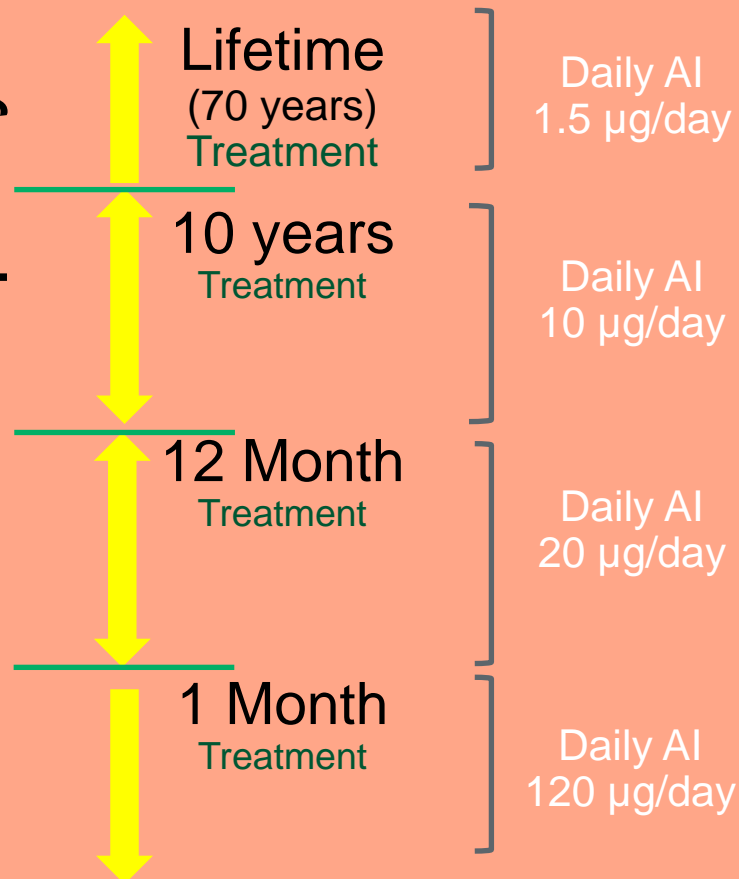 Lifetime
(70 years)
Treatment
Daily AI
1.5 µg/day
10 years
Treatment
Daily AI
10 µg/day
12 Month
Treatment
Daily AI
20 µg/day
1 Month
Treatment
Daily AI
120 µg/day